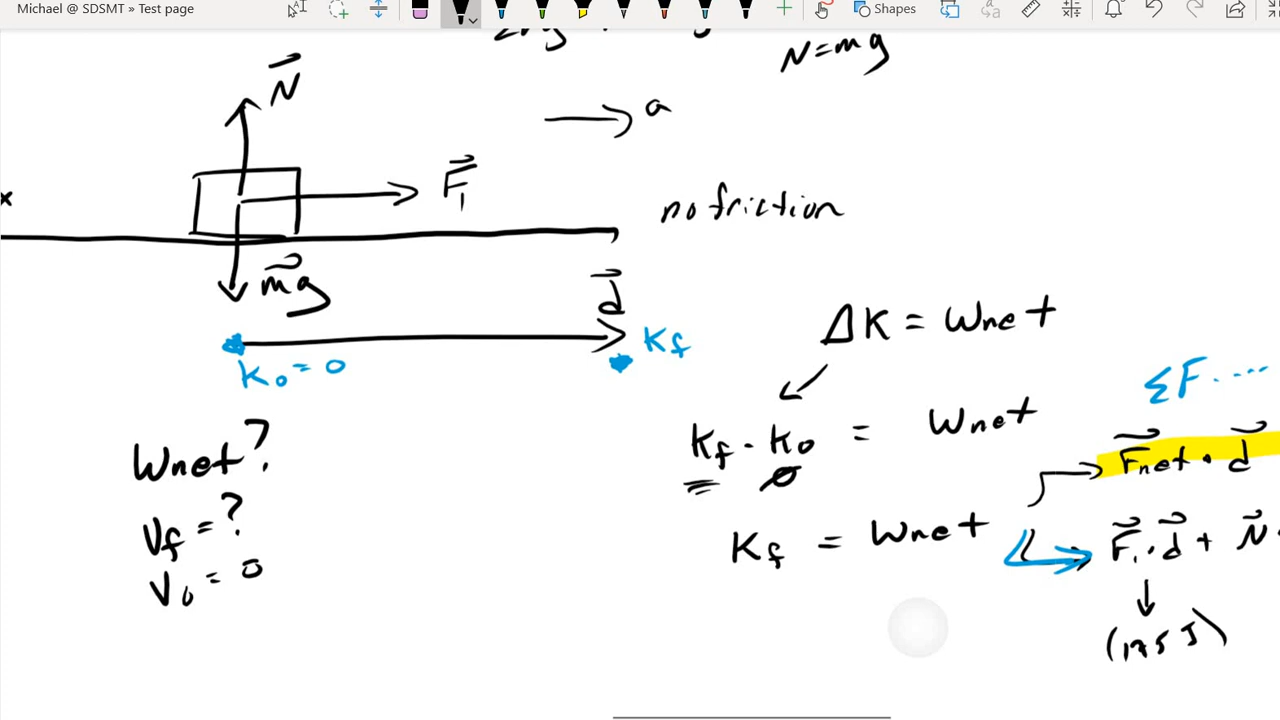 Michael @ SDSMT » Test page
Shapes
N = mg
N
a
F1
x
no friction
mg
d
ΔK = Wnet
Kf
K0 = 0
ΣF....
Kf - K0 = Wnet
Fnet · d
Wnet?
Vf = ?
V0 = 0
Kf = Wnet
F1 · d + N ·
(175 J)